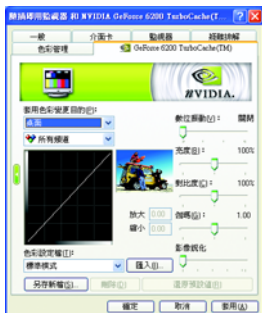 隨插即用監視器 和 NVIDIA GeForce 6200 TurboCache(T...
一般 介面卡 監視器 疑難排解
色彩管理 GeForce 6200 TurboCache(TM)
NVIDIA.
套用色彩變更目的(P):
桌面
所有頻道
數位振動(V): 關閉
亮度(B): 100%
對比度(C): 100%
放大 0.00
縮小 0.00
伽瑪(G): 1.00
影像銳化
色彩設定檔(T):
標準模式 匯入(I)...
另存新檔(S)... 刪除(D) 還原預設值(R)
確定 取消 套用(A)